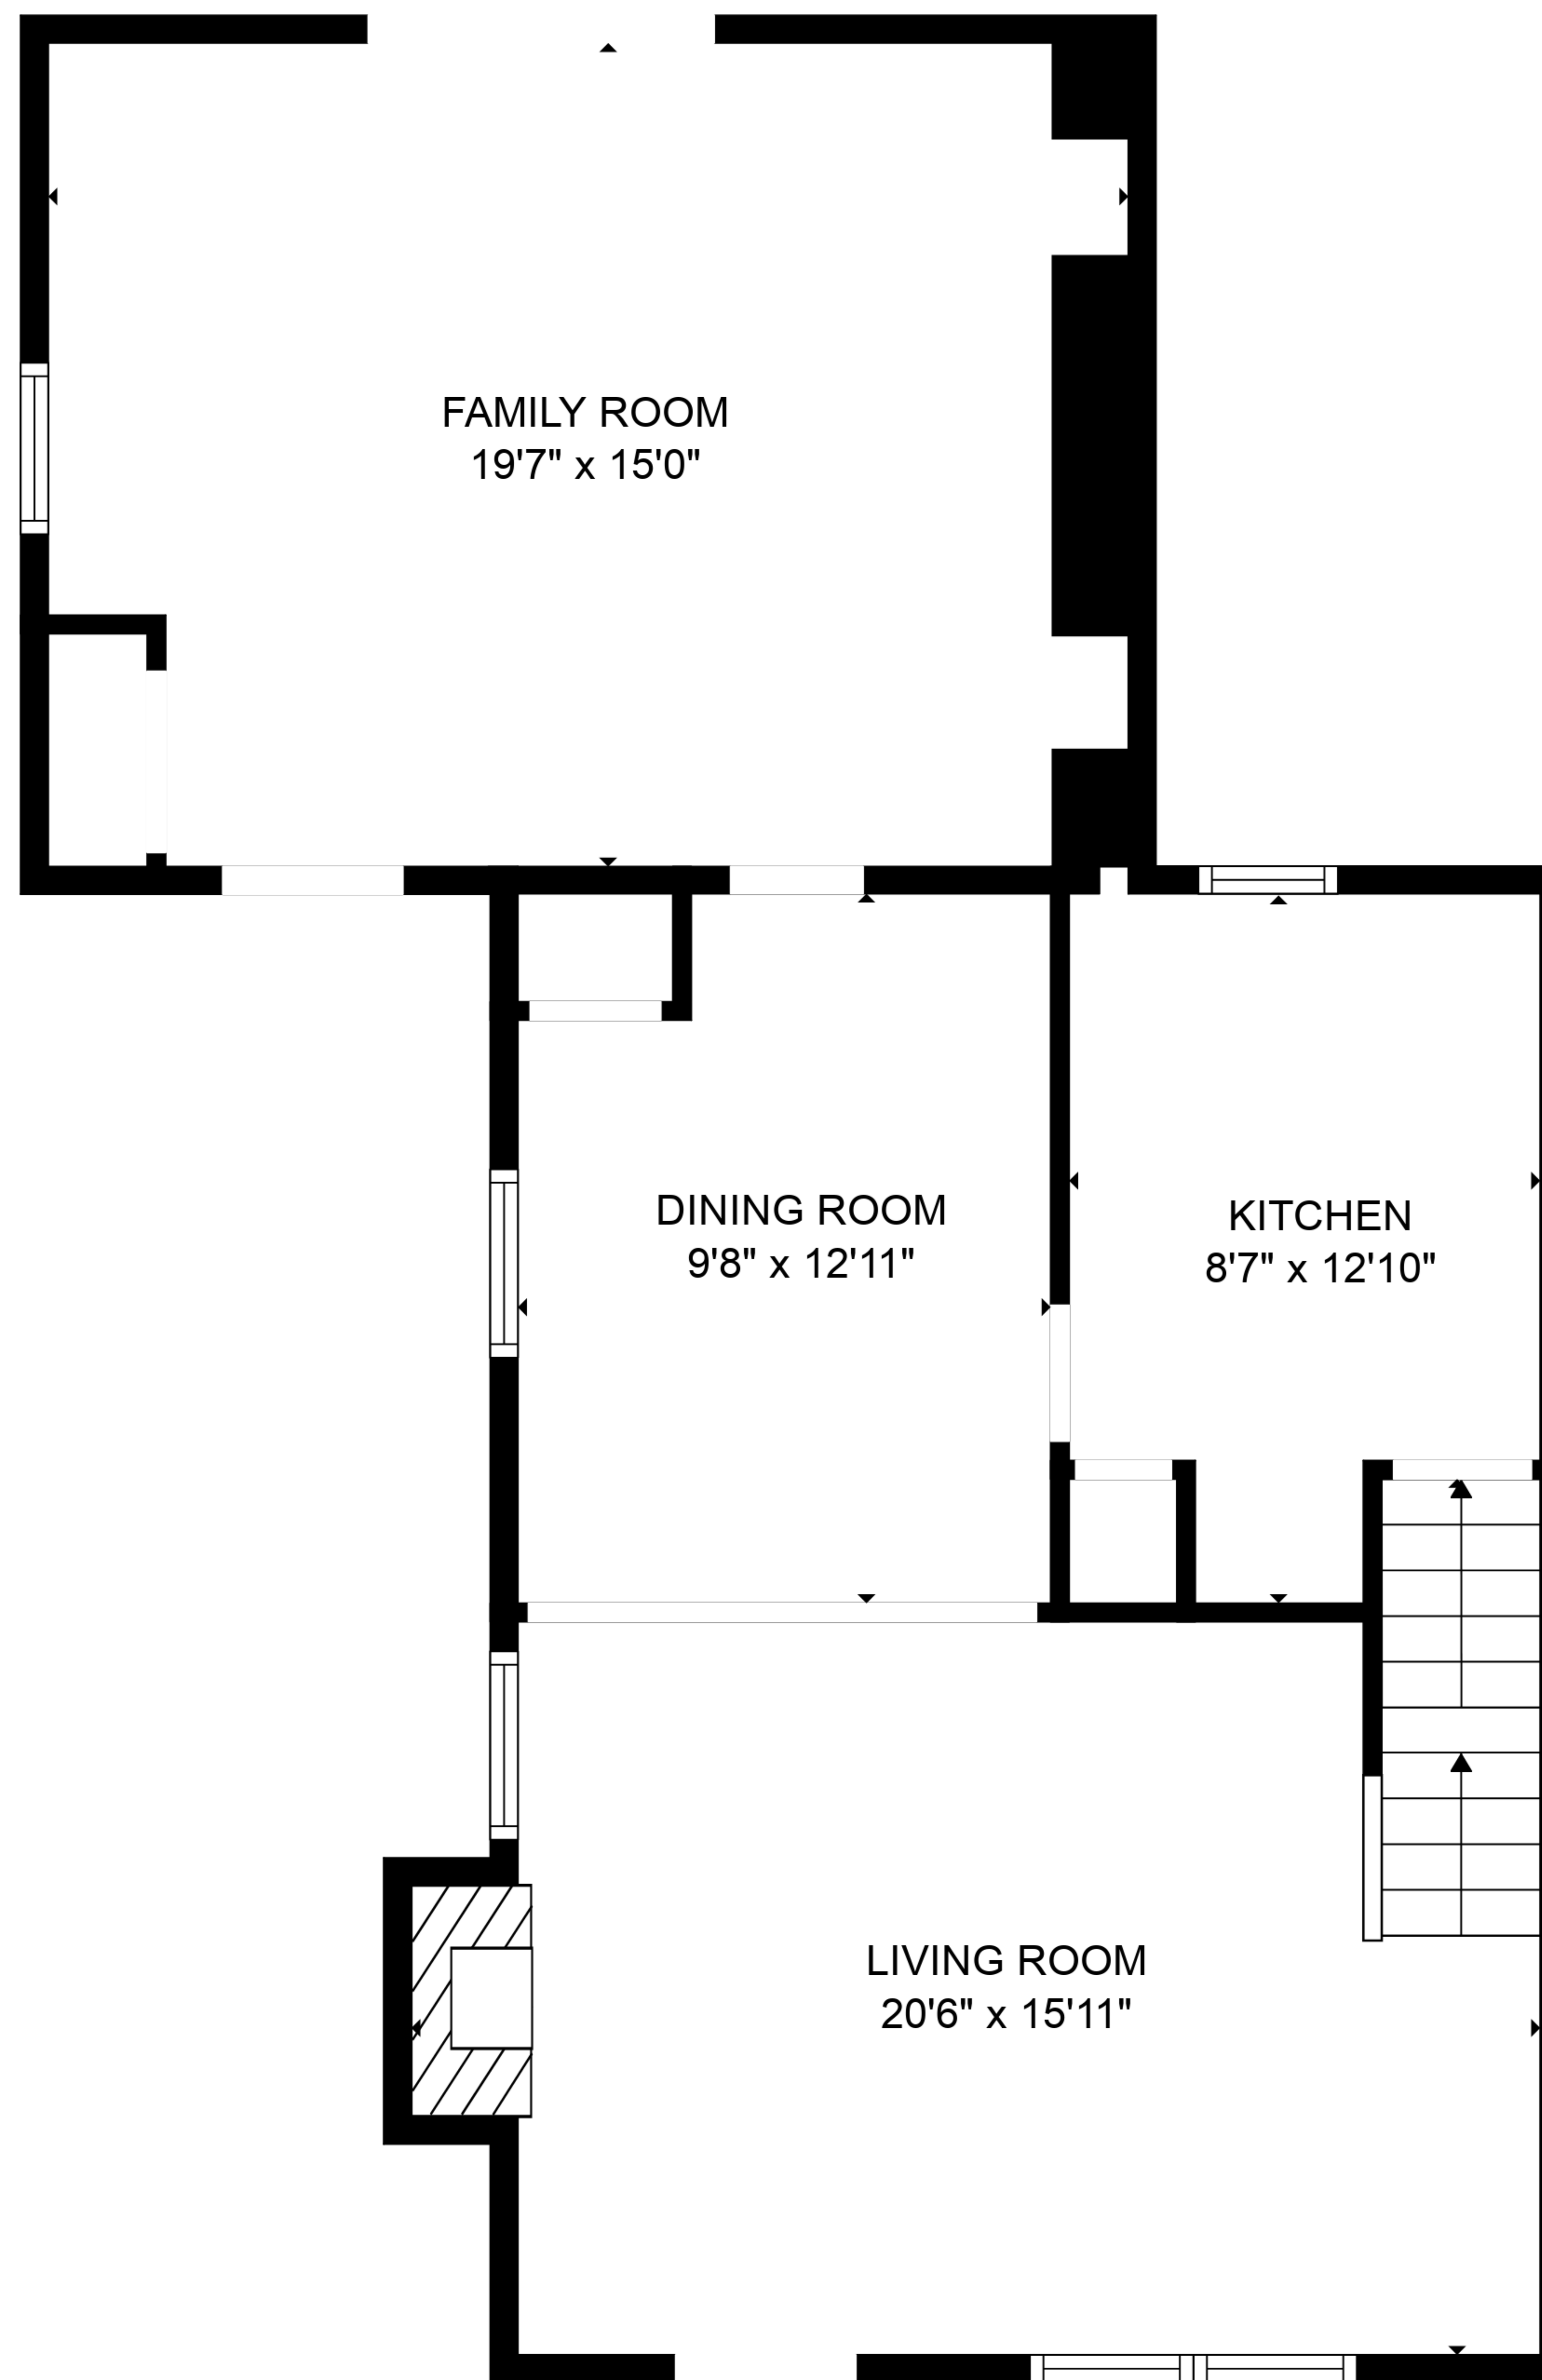 FAMILY ROOM
19'7" x 15'0"
DINING ROOM
9'8" x 12'11"
KITCHEN
8'7" x 12'10"
LIVING ROOM
20'6" x 15'11"